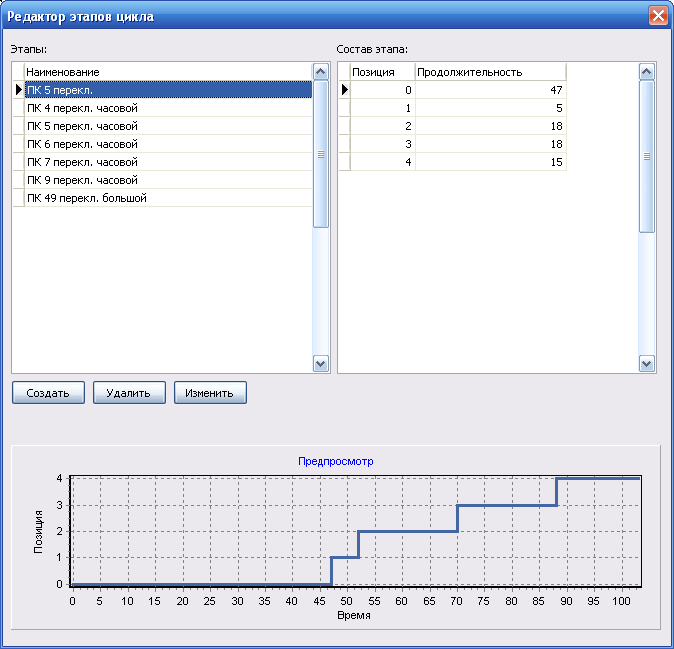 Редактор этапов цикла
Этапы:
Наименование
ПК 5 перекл.
ПК 4 перекл. часовой
ПК 5 перекл. часовой
ПК 6 перекл. часовой
ПК 7 перекл. часовой
ПК 9 перекл. часовой
ПК 49 перекл. большой
Состав этапа:
Позиция Продолжительность
0 47
1 5
2 18
3 18
4 15
Создать Удалить Изменить
Предпросмотр
Позиция
4
3
2
1
0
0 5 10 15 20 25 30 35 40 45 50 55 60 65 70 75 80 85 90 95 100
Время